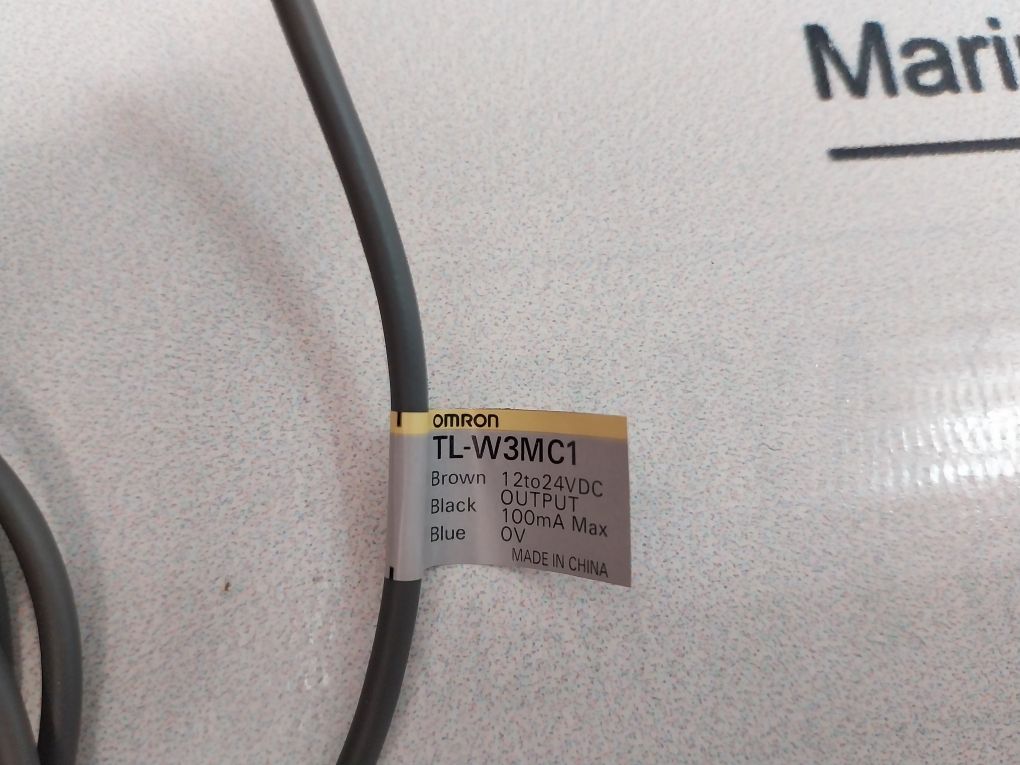 Mari
OMRON
TL-W3MC1
Brown 12to24VDC
Black OUTPUT
100mA Max
Blue 0V
MADE IN CHINA